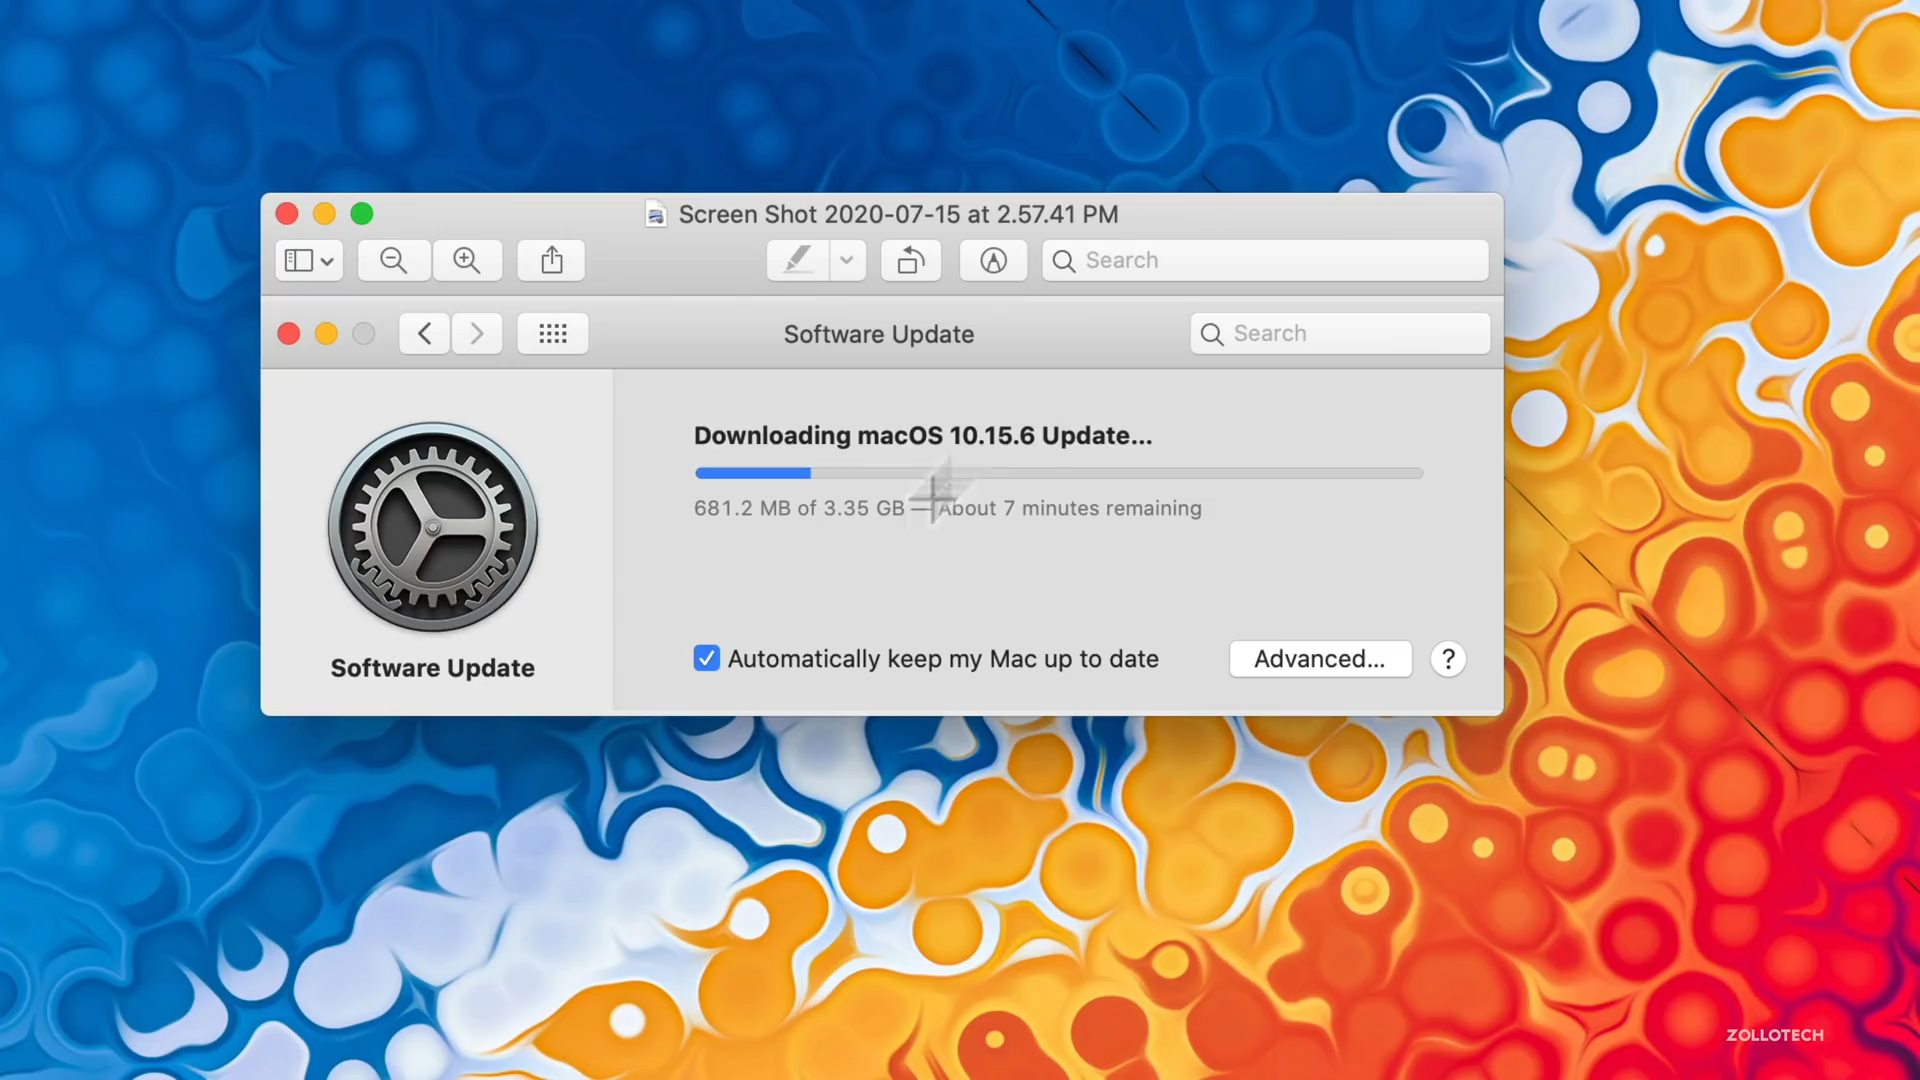 Screen Shot 2020-07-15 at 2.57.41 PM
Search
Software Update
Search
Downloading macOS 10.15.6 Update...
681.2 MB of 3.35 GB — About 7 minutes remaining
Software Update
Automatically keep my Mac up to date
Advanced...
?
ZOLLOTECH